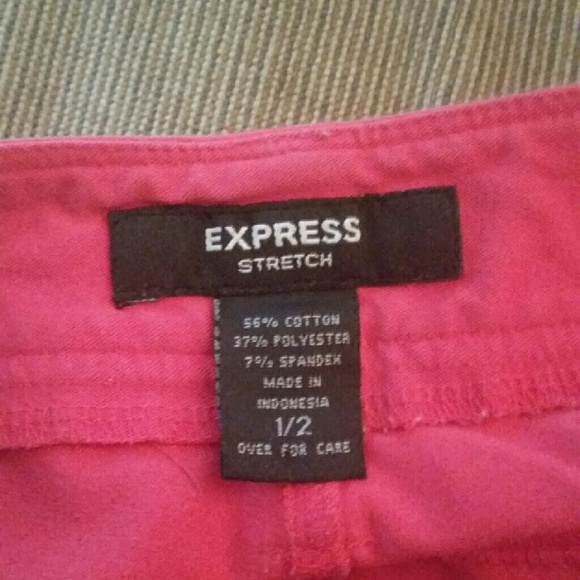 EXPRESS
STRETCH
56% COTTON
37% POLYESTER
7% SPANDEX
MADE IN
INDONESIA
1/2
OVER FOR CARE